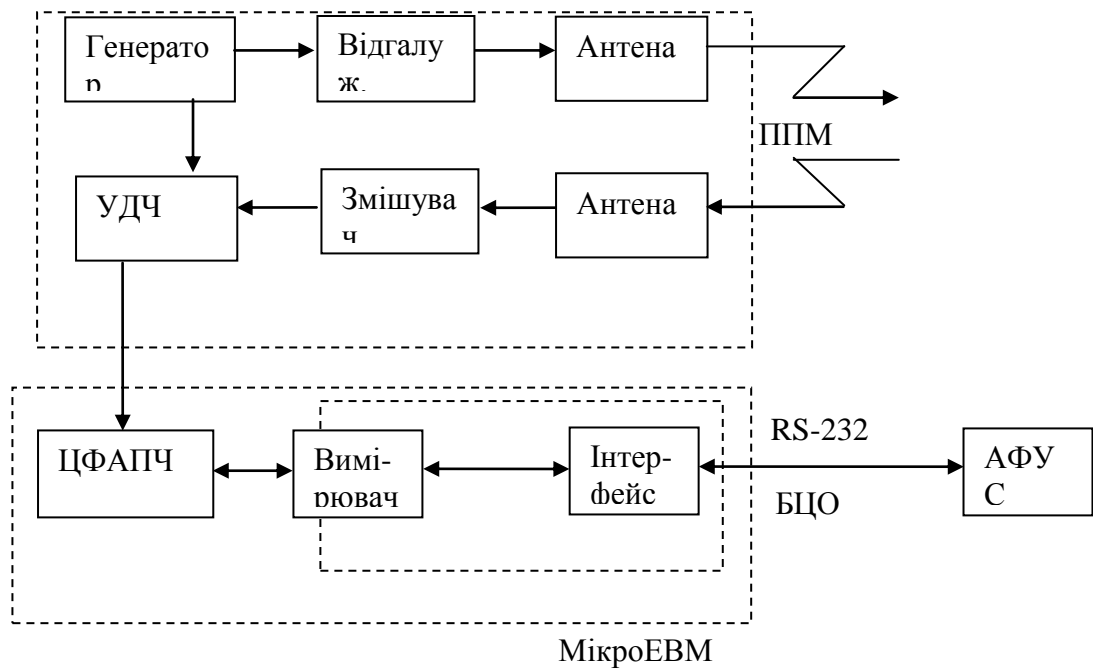 Генерато
р
Відгалу
ж.
Антена
ППМ
УДЧ
Змішува
ч
Антена
ЦФАПЧ
Вимі-
рювач
Інтер-
фейс
RS-232
БЦО
АФУ
С
МікроЕВМ